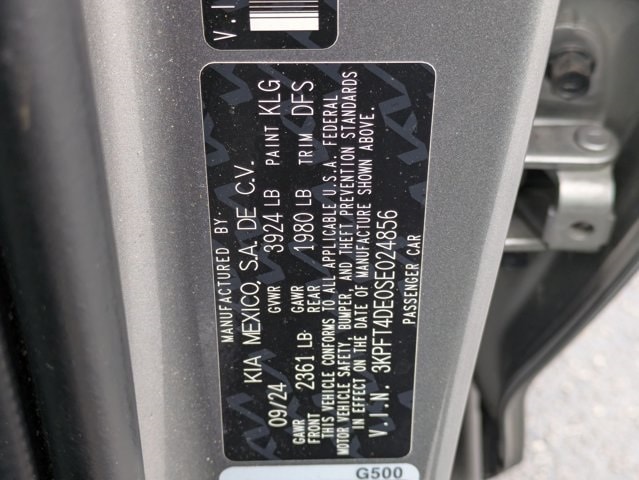 V.I
MANUFACTURED BY
KIA MEXICO, S.A. DE C.V.
09/24 GVWR 3924 LB PAINT KLG
GAWR FRONT 2361 LB GAWR REAR 1980 LB TRIM DFS
THIS VEHICLE CONFORMS TO ALL APPLICABLE U.S.A. FEDERAL
MOTOR VEHICLE SAFETY, BUMPER, AND THEFT PREVENTION STANDARDS
IN EFFECT ON THE DATE OF MANUFACTURE SHOWN ABOVE.
V.I.N. 3KPFT4DE0SE024856
PASSENGER CAR
G500